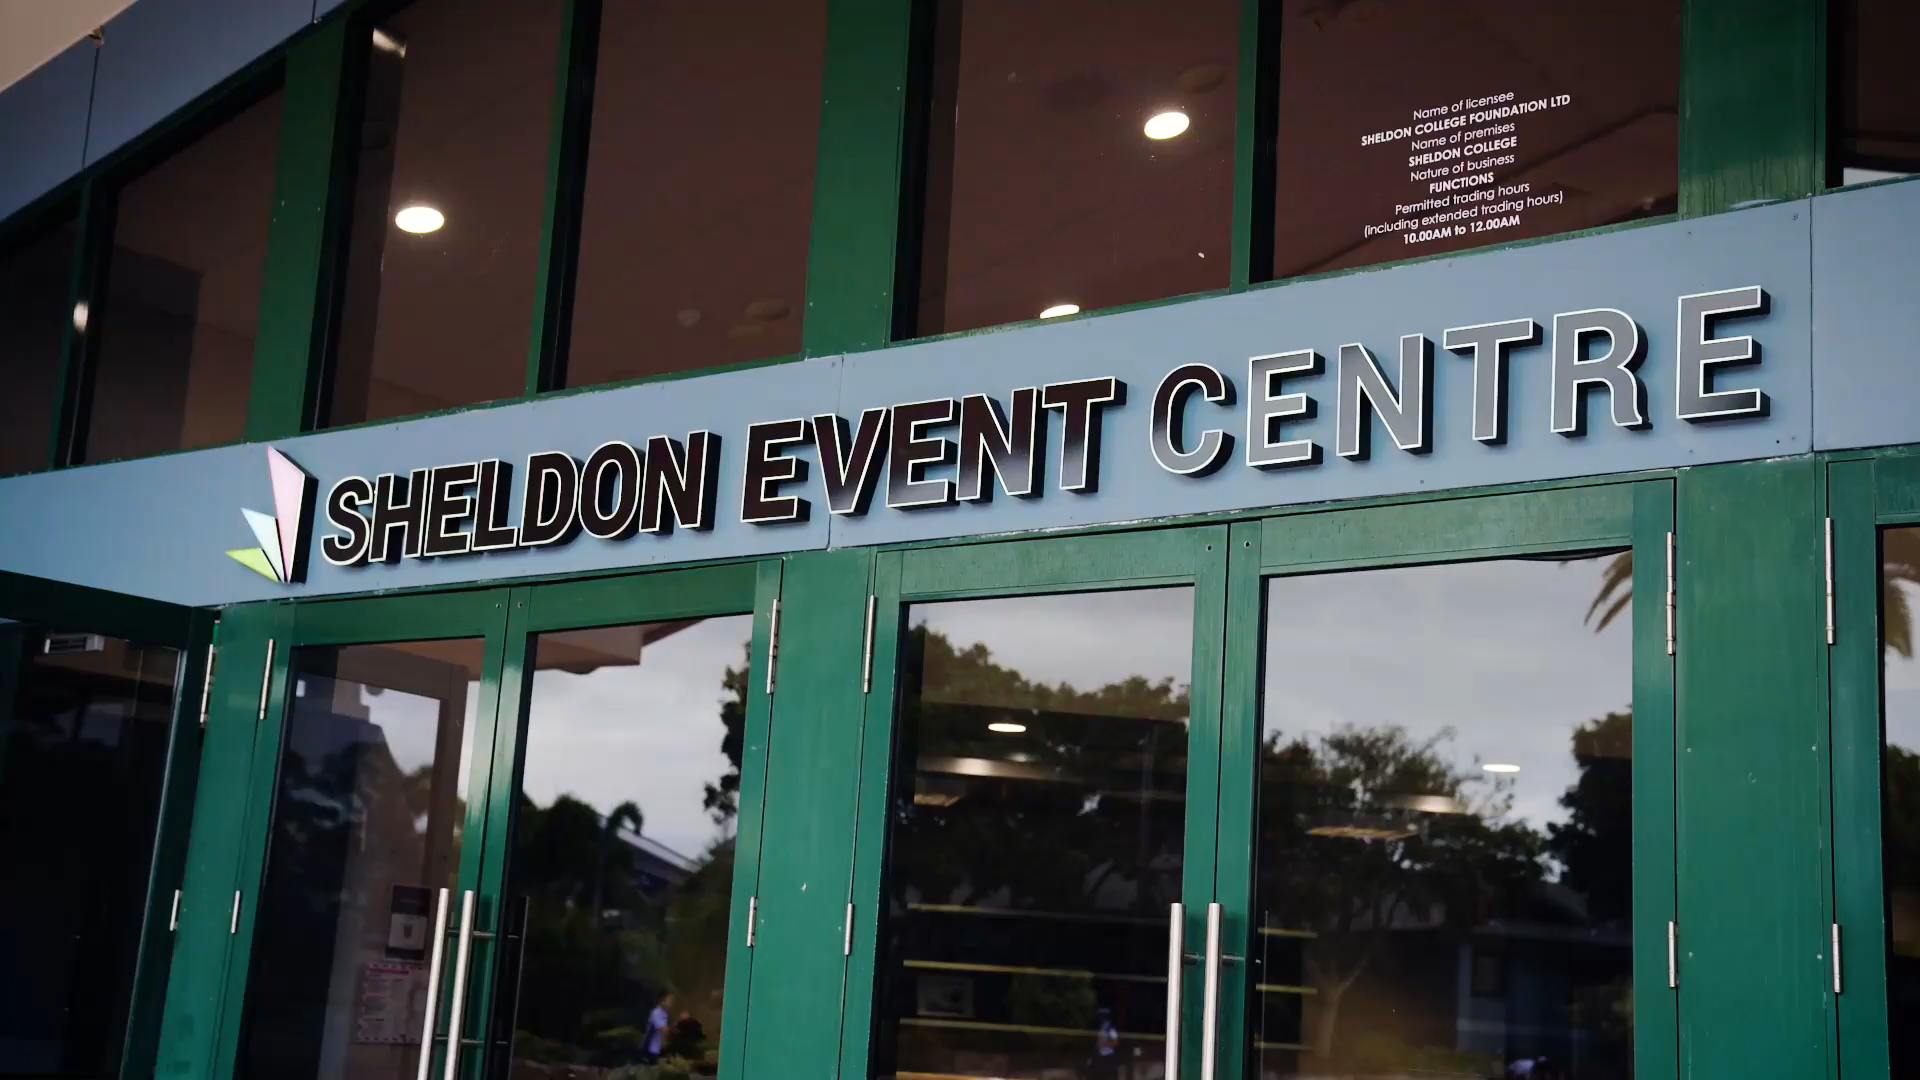 Name of licensee
SHELDON COLLEGE FOUNDATION LTD
Name of premises
SHELDON COLLEGE
Nature of business
FUNCTIONS
Permitted trading hours
(including extended trading hours)
10.00AM to 12.00AM
SHELDON EVENT CENTRE